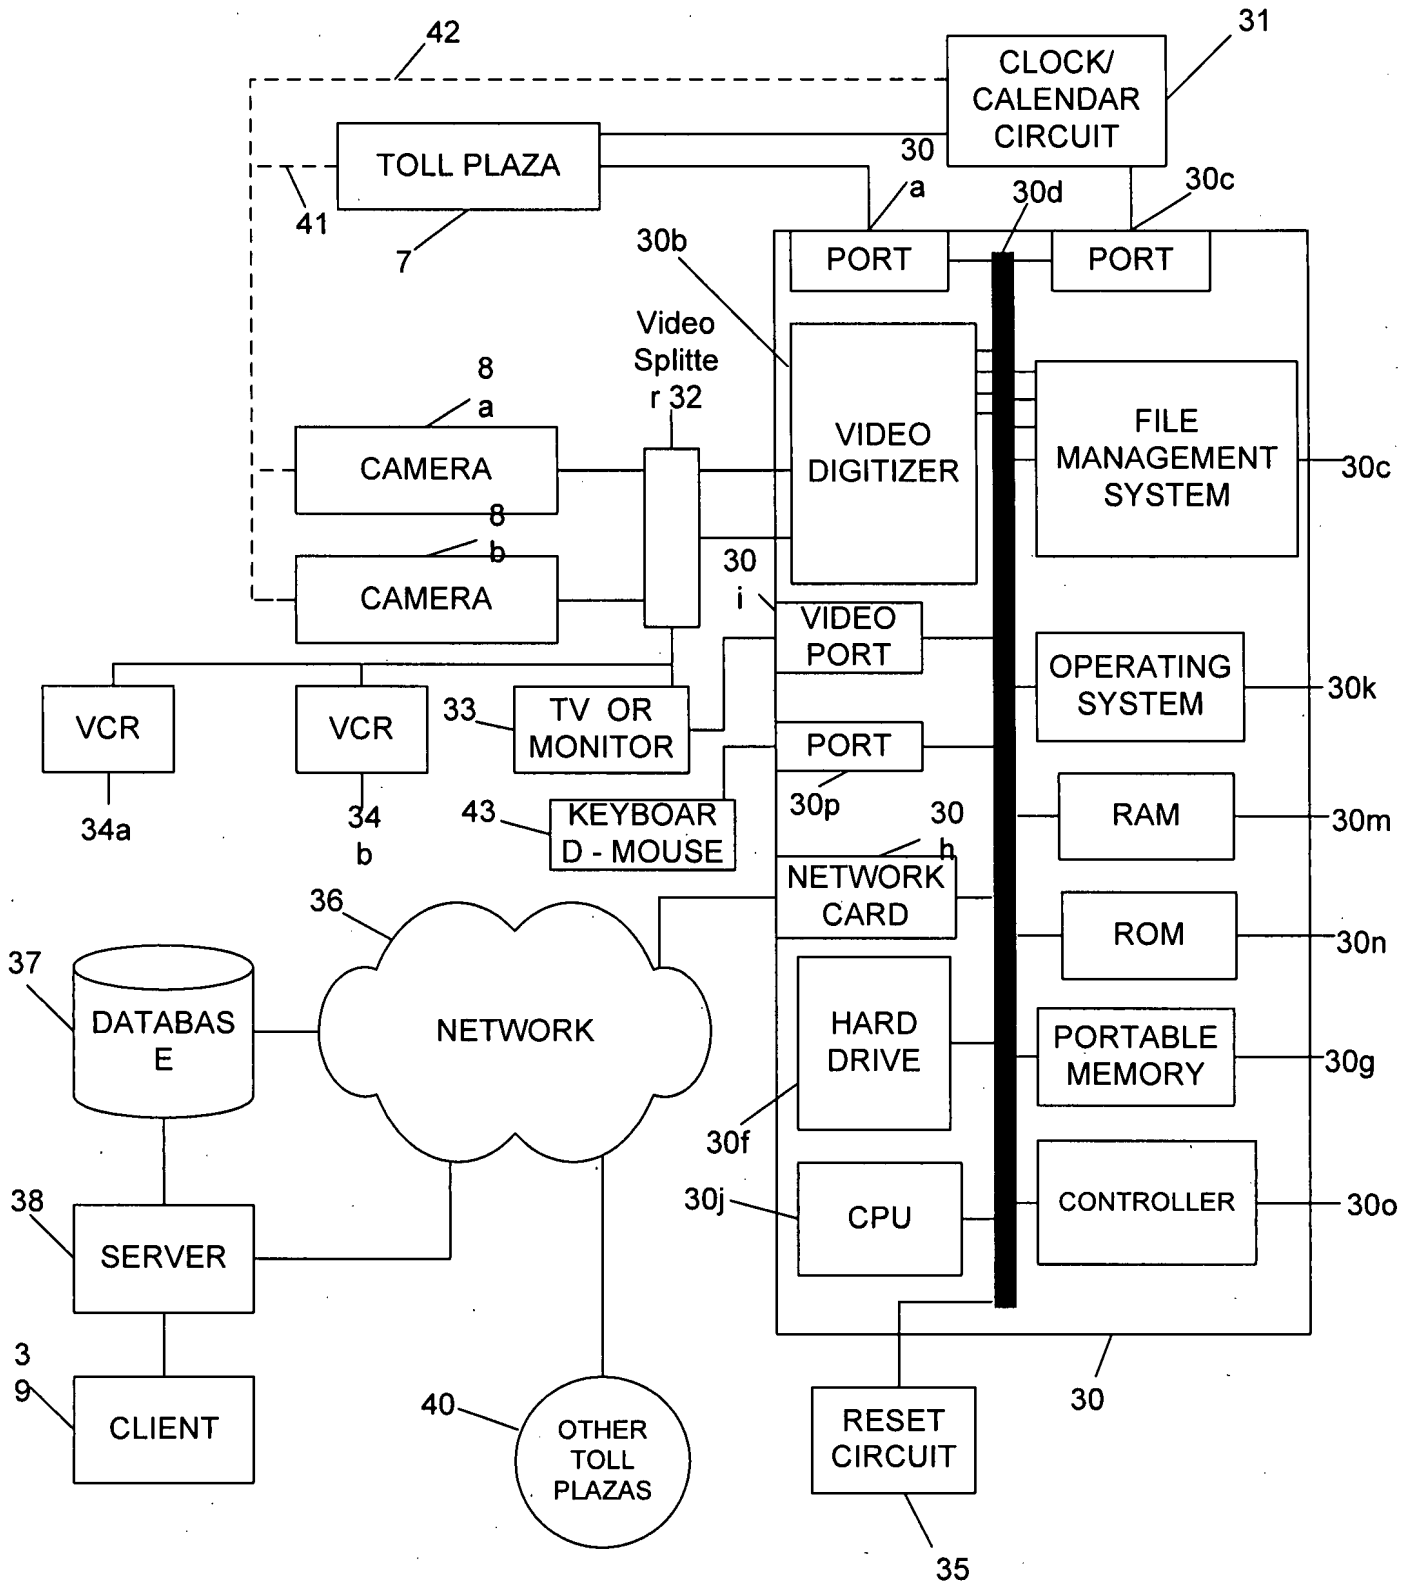 42
31
CLOCK/
CALENDAR
CIRCUIT
TOLL PLAZA
30
a
30c
30d
41
7
30b
PORT
PORT
Video
Splitte
r 32
8
a
CAMERA
VIDEO
DIGITIZER
FILE
MANAGEMENT
SYSTEM
30c
8
b
CAMERA
30
i
VIDEO
PORT
OPERATING
SYSTEM
30k
VCR
VCR
33
TV OR
MONITOR
PORT
30p
34a
34
b
43
KEYBOAR
D - MOUSE
30
h
RAM
30m
NETWORK
CARD
36
ROM
30n
37
DATABAS
E
NETWORK
HARD
DRIVE
30f
PORTABLE
MEMORY
30g
38
SERVER
30j
CPU
CONTROLLER
30o
3
9
CLIENT
40
OTHER
TOLL
PLAZAS
RESET
CIRCUIT
30
35